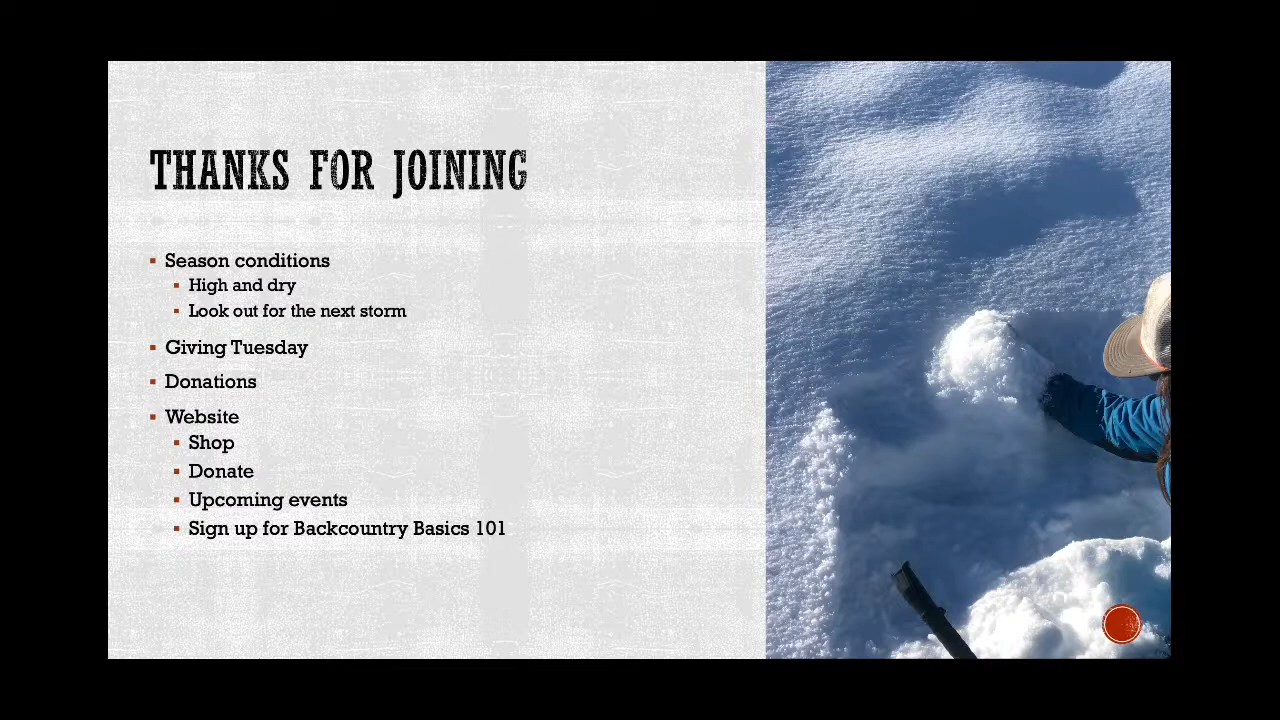 THANKS FOR JOINING
Season conditions
High and dry
Look out for the next storm
Giving Tuesday
Donations
Website
Shop
Donate
Upcoming events
Sign up for Backcountry Basics 101